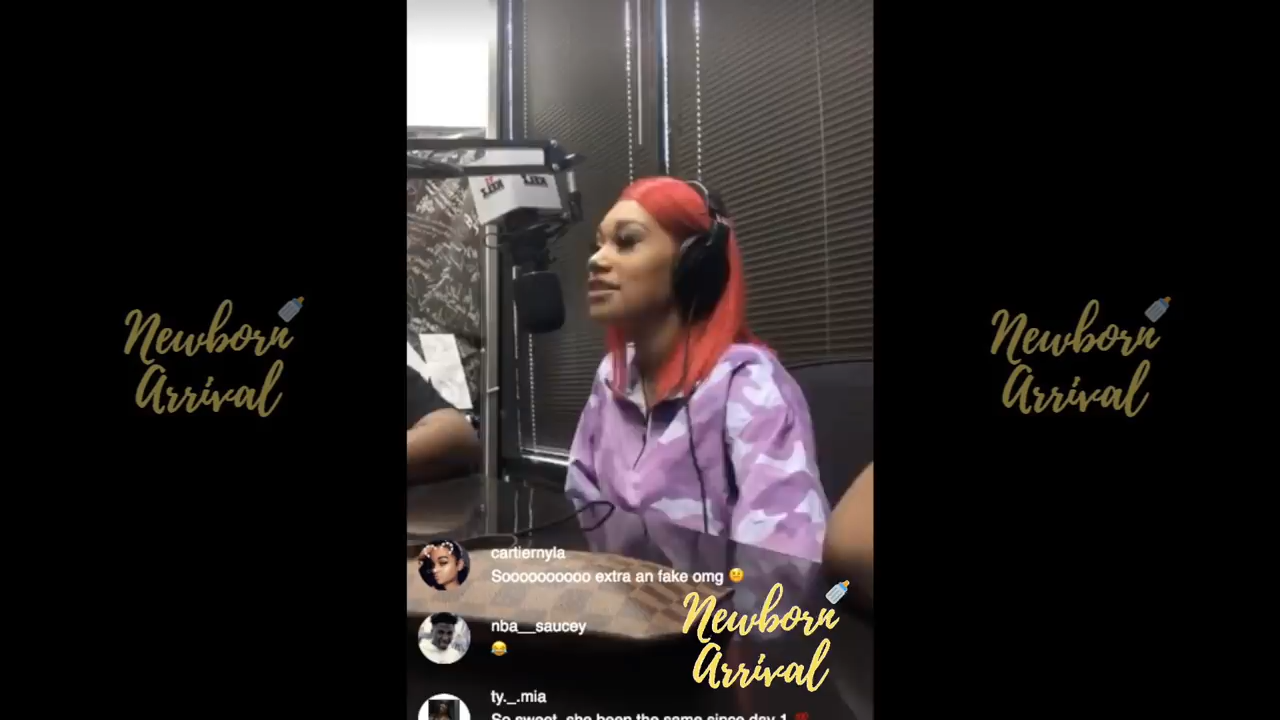 Newborn
Arrival
Newborn
Arrival
cartiernyla
Soooooooooo extra an fake omg 😐
nba__saucey
😂
ty._.mia
So sweet, she been the same since day 1 💯
Newborn
Arrival